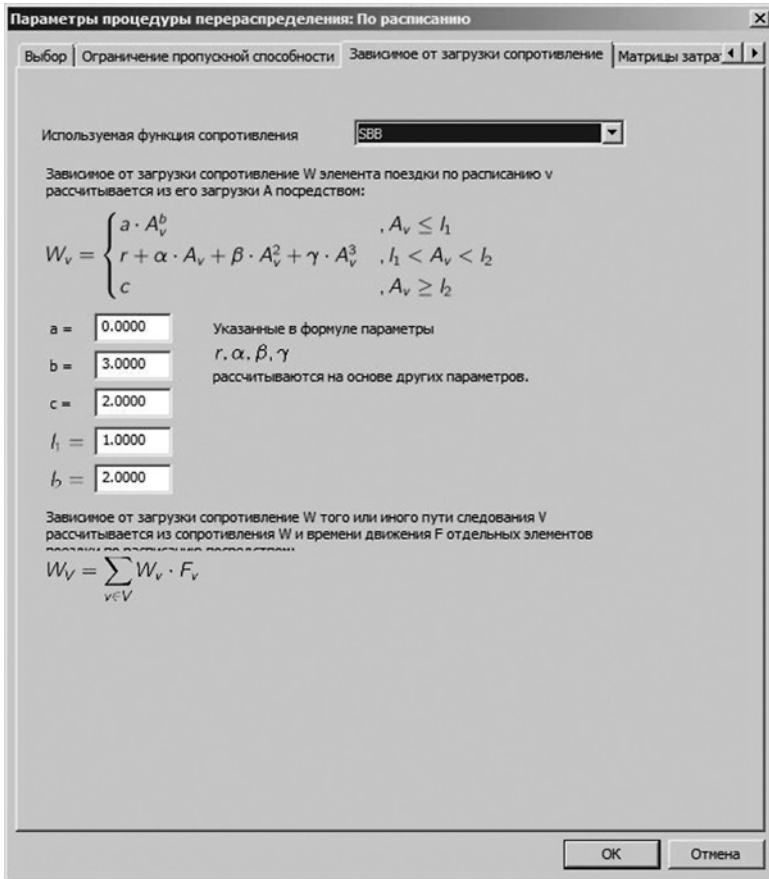 Параметры процедуры перераспределения: По расписанию
Выбор Ограничение пропускной способности Зависимое от загрузки сопротивление Матрицы затра
Используемая функция сопротивления SBB
Зависимое от загрузки сопротивление W элемента поездки по расписанию v
рассчитывается из его загрузки A посредством:
a · A_v^b , A_v ≤ l_1
W_v = { r + α · A_v + β · A_v^2 + γ · A_v^3 , l_1 < A_v < l_2
c , A_v ≥ l_2
a = 0.0000 Указанные в формуле параметры
r, α, β, γ
b = 3.0000
рассчитываются на основе других параметров.
c = 2.0000
l_1 = 1.0000
l_2 = 2.0000
Зависимое от загрузки сопротивление W того или иного пути следования V
рассчитывается из сопротивления W и времени движения F отдельных элементов
поездки по расписанию посредством:
W_V = ∑ W_v · F_v
v∈V
OK Отмена